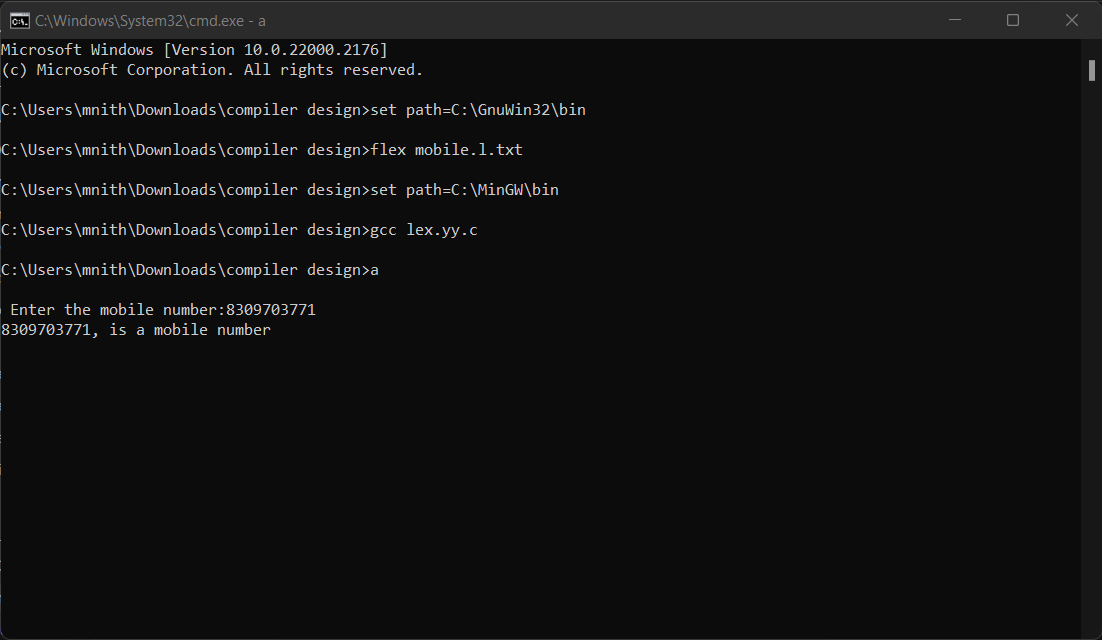 C:\Windows\System32\cmd.exe - a
Microsoft Windows [Version 10.0.22000.2176]
(c) Microsoft Corporation. All rights reserved.
C:\Users\mnith\Downloads\compiler design>set path=C:\GnuWin32\bin
C:\Users\mnith\Downloads\compiler design>flex mobile.l.txt
C:\Users\mnith\Downloads\compiler design>set path=C:\MinGW\bin
C:\Users\mnith\Downloads\compiler design>gcc lex.yy.c
C:\Users\mnith\Downloads\compiler design>a
Enter the mobile number:8309703771
8309703771, is a mobile number